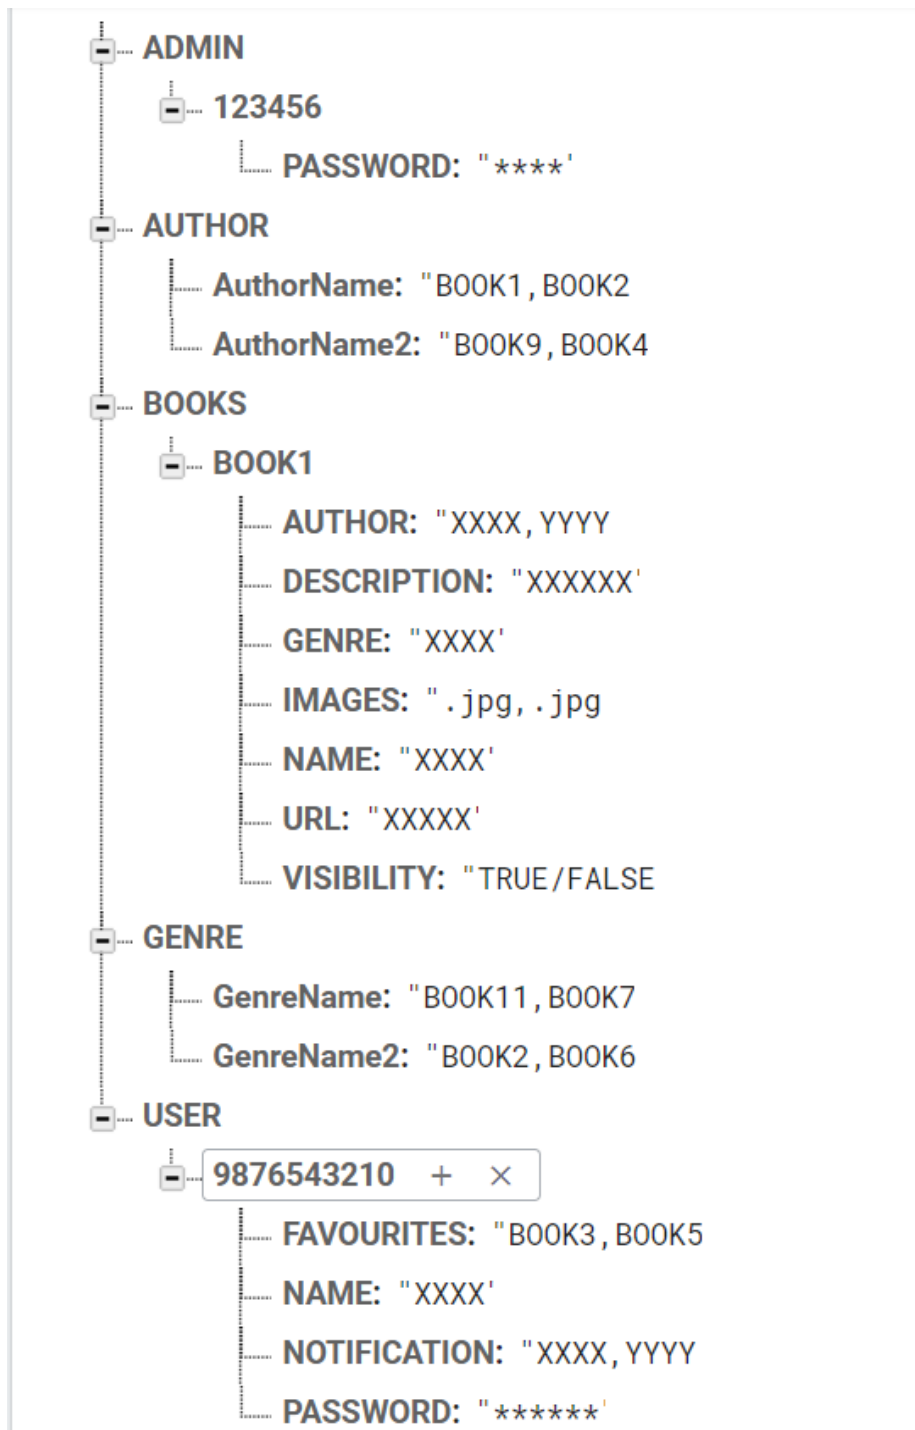 ADMIN
123456
PASSWORD: "****'
AUTHOR
AuthorName: "BOOK1,BOOK2
AuthorName2: "BOOK9,BOOK4
BOOKS
BOOK1
AUTHOR: "XXXX,YYYY
DESCRIPTION: "XXXXXX'
GENRE: "XXXX'
IMAGES: ".jpg,.jpg
NAME: "XXXX'
URL: "XXXXX'
VISIBILITY: "TRUE/FALSE
GENRE
GenreName: "BOOK11,BOOK7
GenreName2: "BOOK2,BOOK6
USER
9876543210 + ×
FAVOURITES: "BOOK3,BOOK5
NAME: "XXXX'
NOTIFICATION: "XXXX,YYYY
PASSWORD: "******'